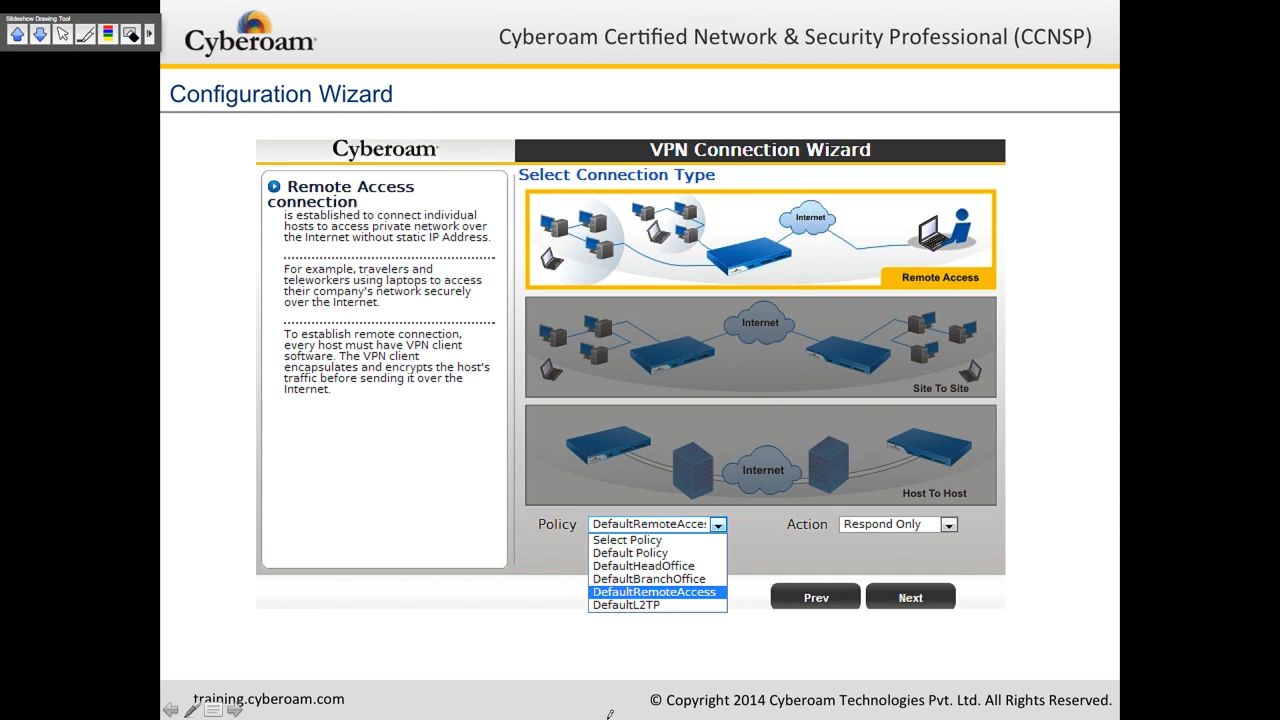 Slideshow Drawing Tool
Cyberoam
Cyberoam Certified Network & Security Professional (CCNSP)
Configuration Wizard
Cyberoam
VPN Connection Wizard
Remote Access
connection
is established to connect individual
hosts to access private network over
the Internet without static IP Address.
For example, travelers and
teleworkers using laptops to access
their company's network securely
over the Internet.
To establish remote connection,
every host must have VPN client
software. The VPN client
encapsulates and encrypts the host's
traffic before sending it over the
Internet.
Select Connection Type
Internet
Remote Access
Internet
Site To Site
Internet
Host To Host
Policy DefaultRemoteAcce: Action Respond Only
Select Policy
Default Policy
DefaultHeadOffice
DefaultBranchOffice
DefaultRemoteAccess
DefaultL2TP
Prev Next
training.cyberoam.com © Copyright 2014 Cyberoam Technologies Pvt. Ltd. All Rights Reserved.